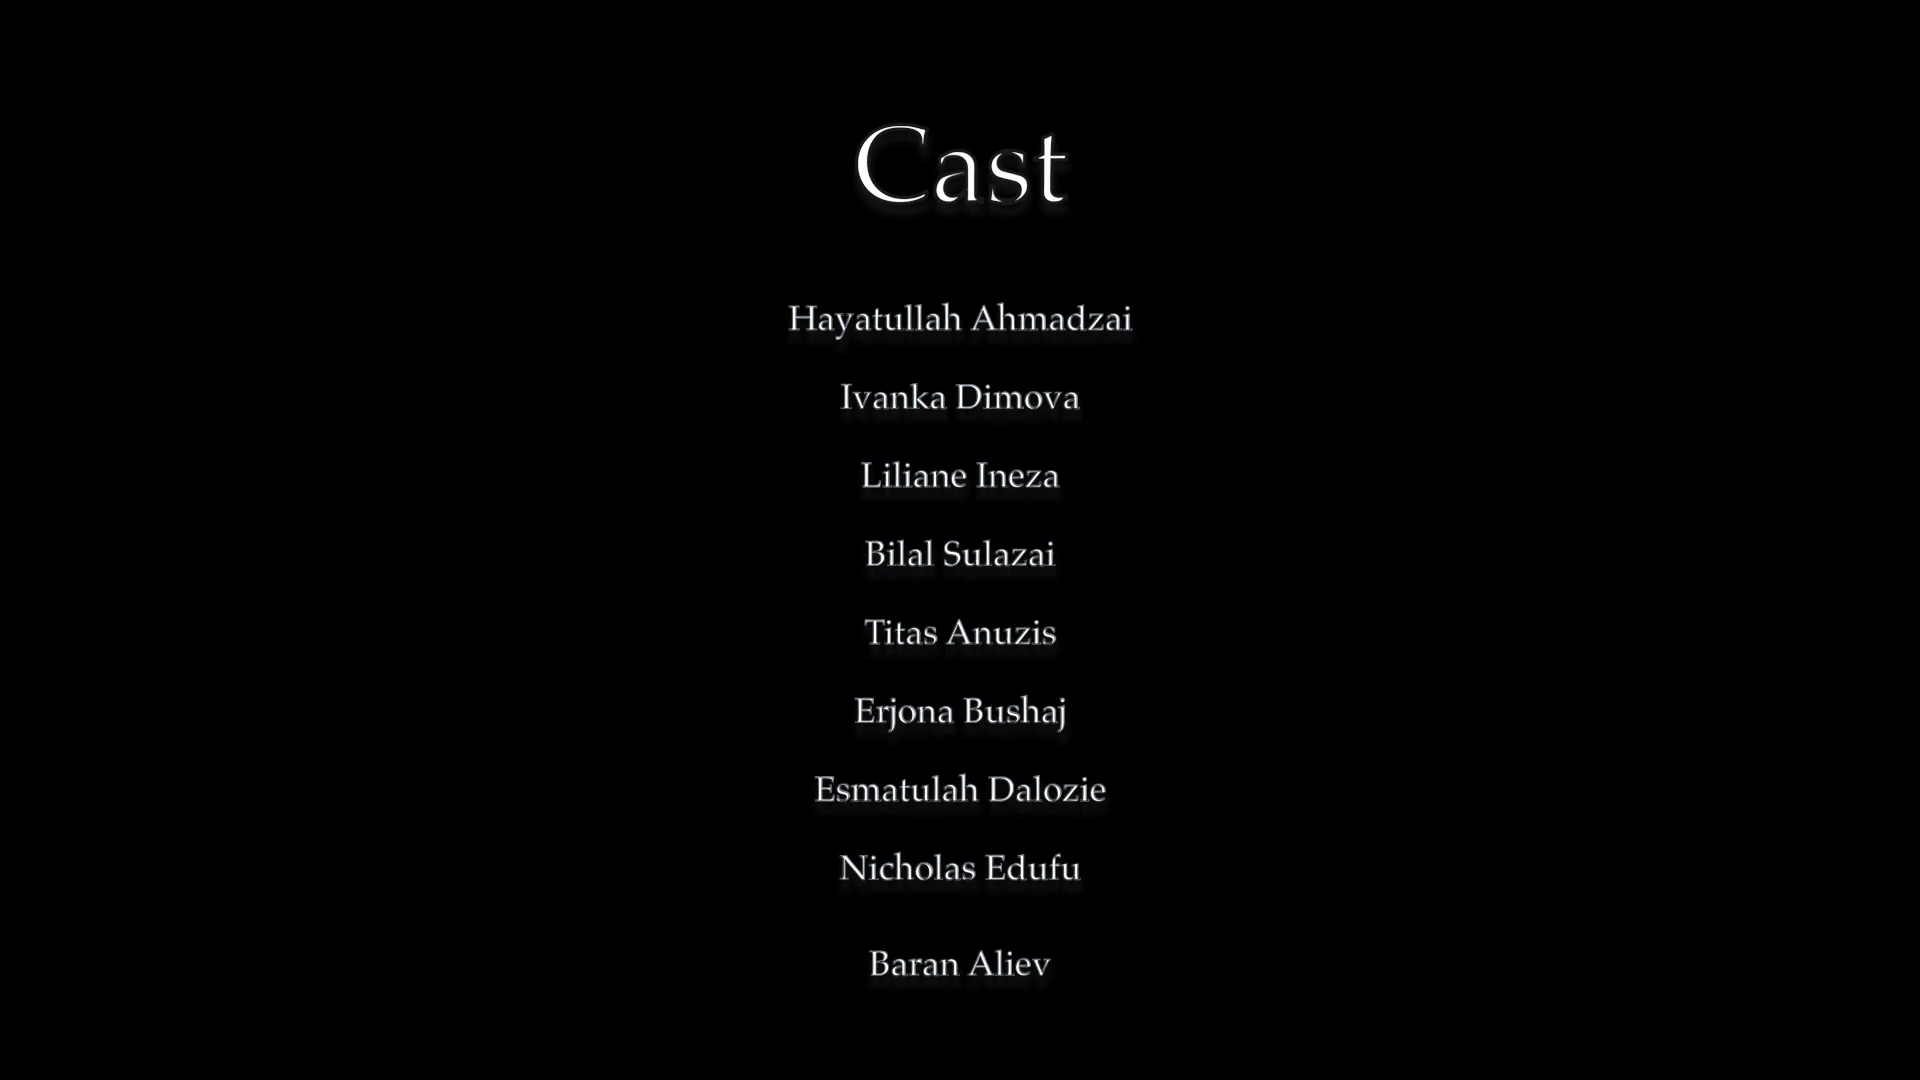 Cast
Hayatullah Ahmadzai
Ivanka Dimova
Liliane Ineza
Bilal Sulazai
Titas Anuzis
Erjona Bushaj
Esmatulah Dalozie
Nicholas Edufu
Baran Aliev